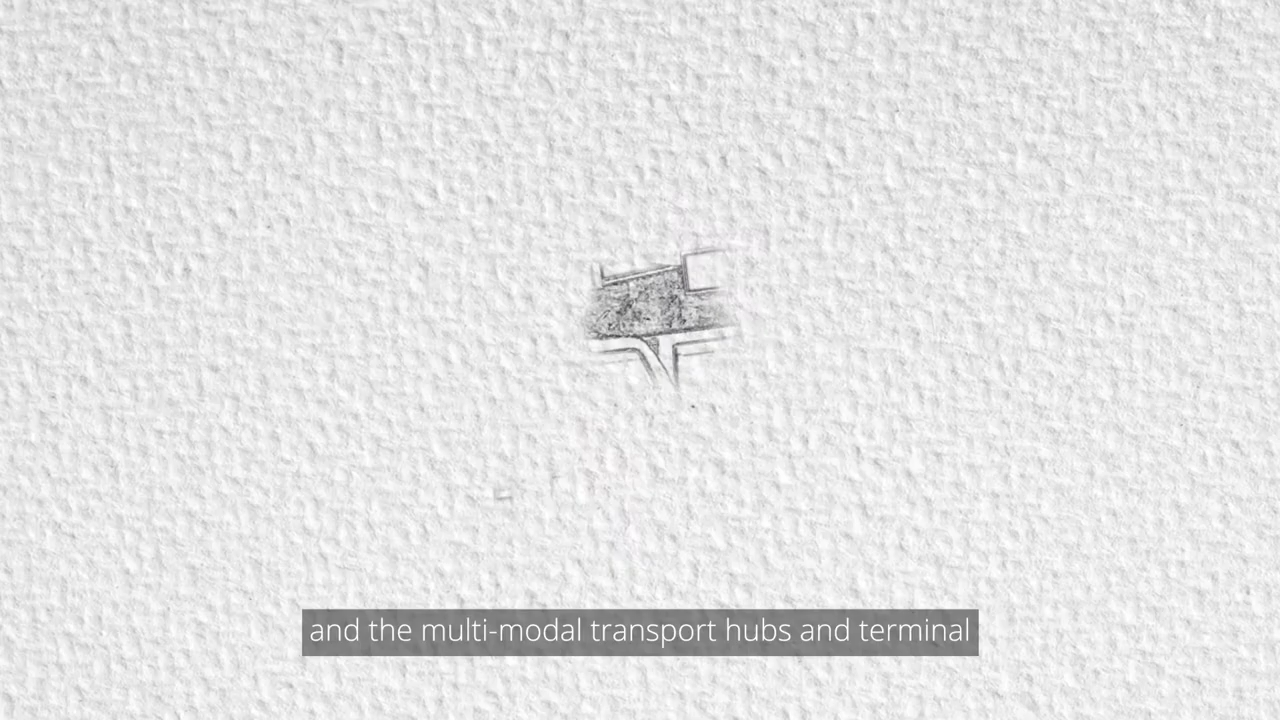 and the multi-modal transport hubs and terminal